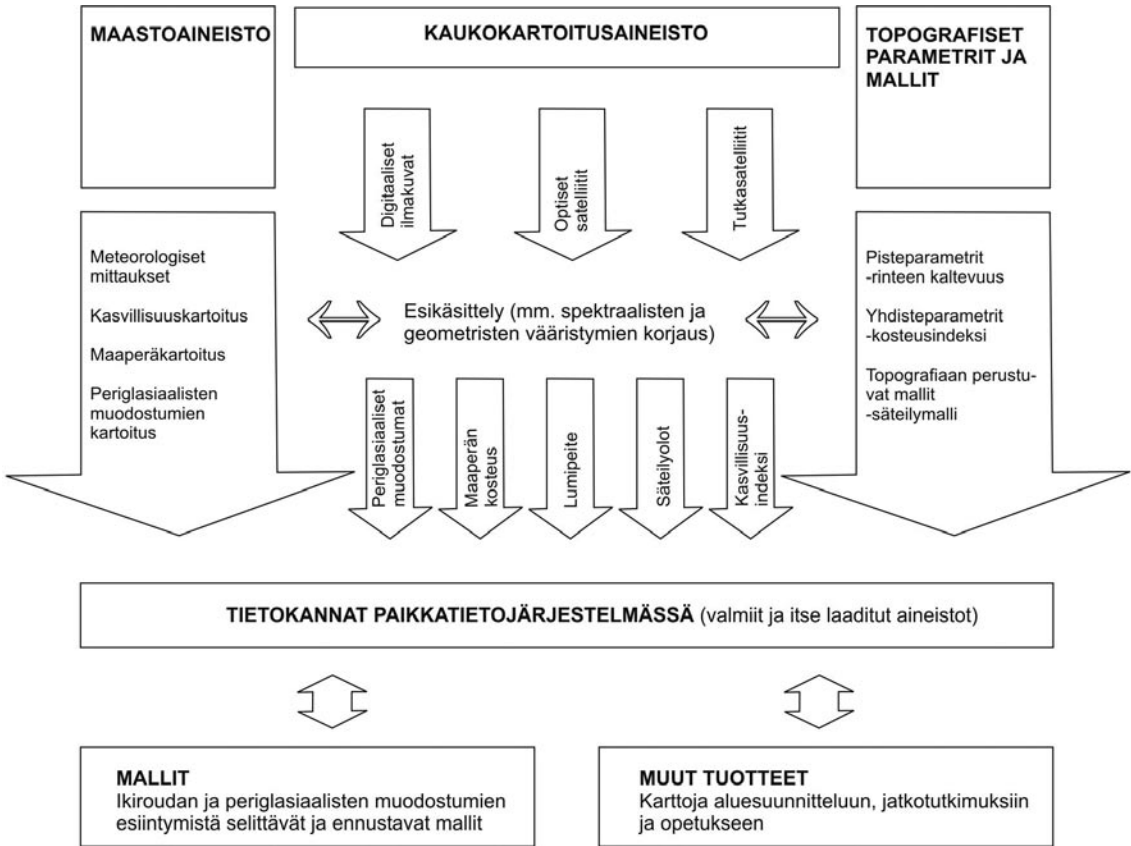 MAASTOAINEISTO
KAUKOKARTOITUSAINEISTO
TOPOGRAFISET
PARAMETRIT JA
MALLIT
Digitaaliset
ilmakuvat
Optiset
satelliitit
Tutkasatelliitit
Meteorologiset
mittaukset
Kasvillisuuskartoitus
Maaperäkartoitus
Periglasiaalisten
muodostumien
kartoitus
Esikäsittely (mm. spektraalisten ja
geometristen vääristymien korjaus)
Pisteparametrit
-rinteen kaltevuus
Yhdisteparametrit
-kosteusindeksi
Topografiaan perustu-
vat mallit
-säteilymalli
Periglasiaaliset
muodostumat
Maaperän
kosteus
Lumipeite
Säteilyolot
Kasvillisuus-
indeksi
TIETOKANNAT PAIKKATIETOJÄRJESTELMÄSSÄ (valmiit ja itse laaditut aineistot)
MALLIT
Ikiroudan ja periglasiaalisten muodostumien
esiintymistä selittävät ja ennustavat mallit
MUUT TUOTTEET
Karttoja aluesuunnitteluun, jatkotutkimuksiin
ja opetukseen